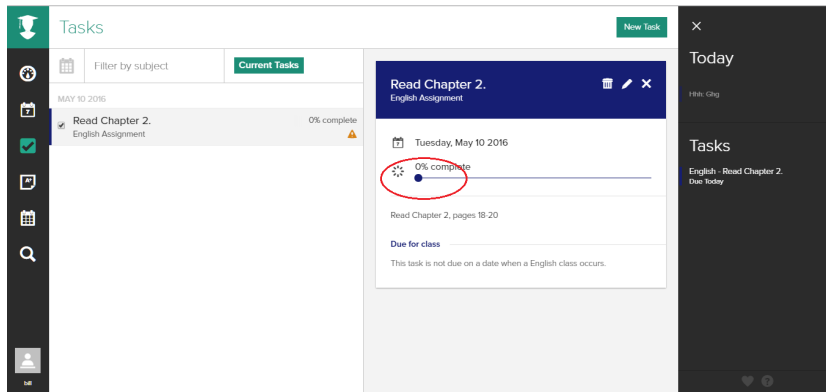 Tasks
New Task
Filter by subject
Current Tasks
MAY 10 2016
Read Chapter 2.
0% complete
English Assignment
Read Chapter 2.
English Assignment
7
Tuesday, May 10 2016
0% complete
Read Chapter 2, pages 18-20
Due for class
This task is not due on a date when a English class occurs.
7
A+
bill
Today
Hhh: Ghg
Tasks
English - Read Chapter 2.
Due Today